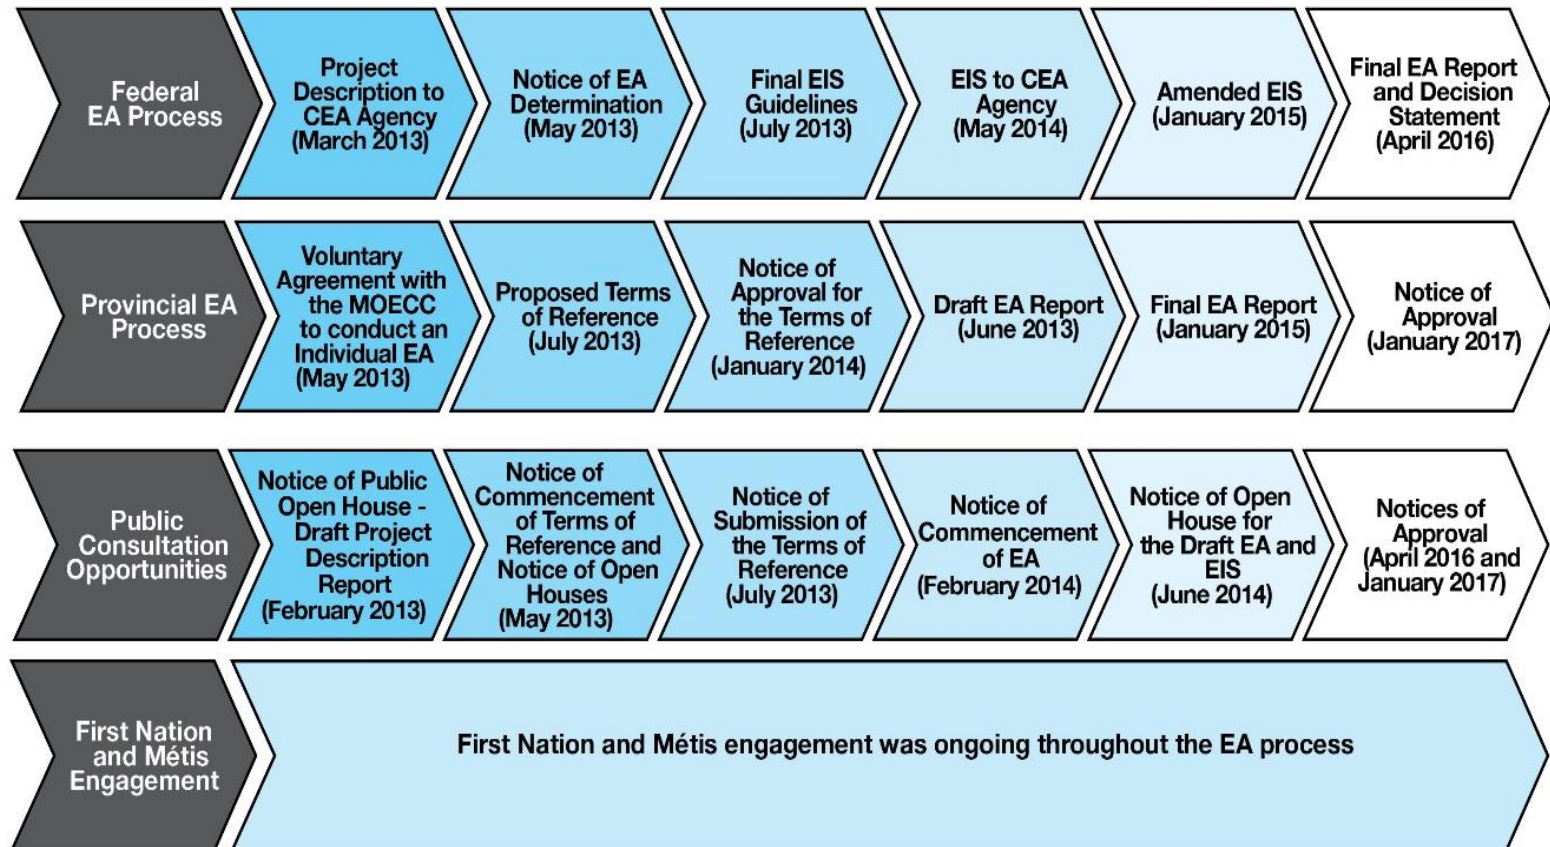 Federal
EA Process
Project
Description to
CEA Agency
(March 2013)
Notice of EA
Determination
(May 2013)
Final EIS
Guidelines
(July 2013)
EIS to CEA
Agency
(May 2014)
Amended EIS
(January 2015)
Final EA Report
and Decision
Statement
(April 2016)
Provincial EA
Process
Voluntary
Agreement with
the MOECC
to conduct an
Individual EA
(May 2013)
Proposed Terms
of Reference
(July 2013)
Notice of
Approval for
the Terms of
Reference
(January 2014)
Draft EA Report
(June 2013)
Final EA Report
(January 2015)
Notice of
Approval
(January 2017)
Public
Consultation
Opportunities
Notice of Public
Open House -
Draft Project
Description
Report
(February 2013)
Notice of
Commencement
of Terms of
Reference and
Notice of Open
Houses
(May 2013)
Notice of
Submission of
the Terms of
Reference
(July 2013)
Notice of
Commencement
of EA
(February 2014)
Notice of Open
House for
the Draft EA and
EIS
(June 2014)
Notices of
Approval
(April 2016 and
January 2017)
First Nation
and Métis
Engagement
First Nation and Métis engagement was ongoing throughout the EA process